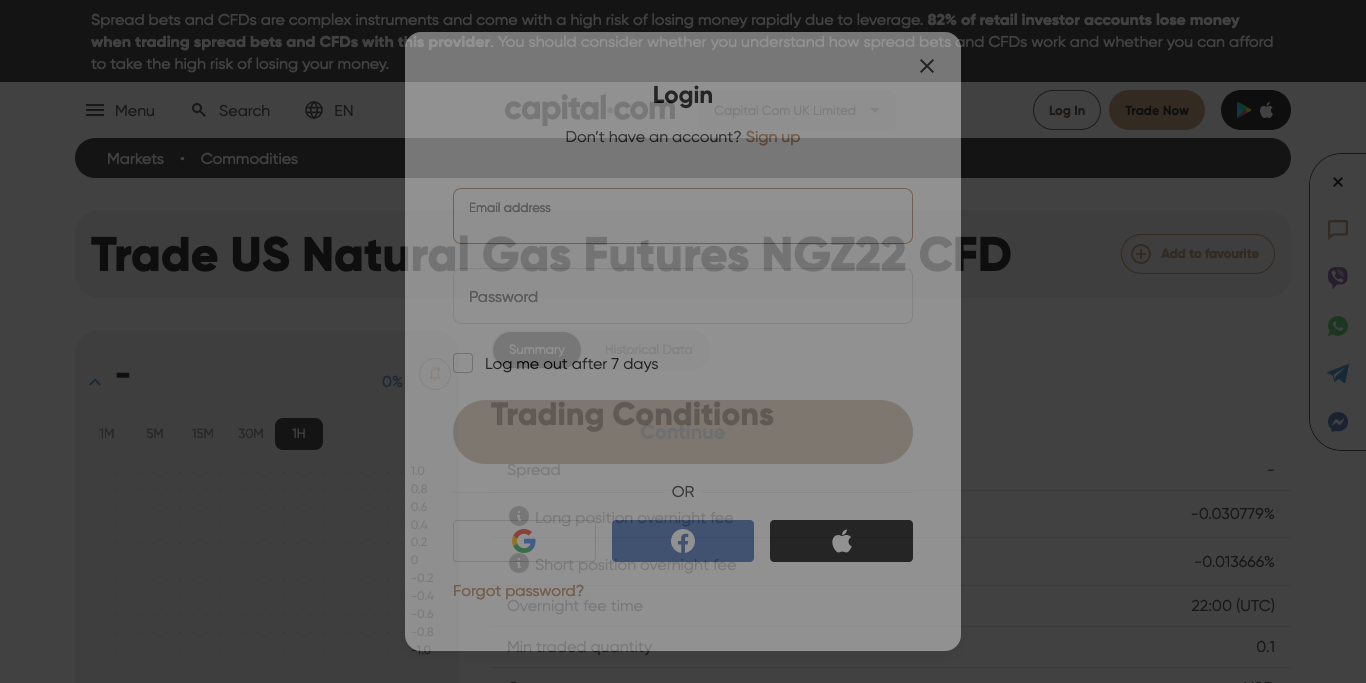 Spread bets and CFDs are complex instruments and come with a high risk of losing money rapidly due to leverage. 82% of retail investor accounts lose money
when trading spread bets and CFDs with this provider. You should consider whether you understand how spread bets and CFDs work and whether you can afford
to take the high risk of losing your money.
Login
Menu
Search
EN
capital.com
Capital Com UK Limited
Log In
Trade Now
Don't have an account? Sign up
Markets
Commodities
Email address
Trade US Natural Gas Futures NGZ22 CFD
Add to favourite
Password
Summary
Historical Data
Log me out after 7 days
-
0%
1M
5M
15M
30M
1H
Trading Conditions
Continue
Spread
-
OR
Long position overnight fee
-0.030779%
Short position overnight fee
-0.013666%
Forgot password?
Overnight fee time
22:00 (UTC)
Min traded quantity
0.1
1.0
0.8
0.6
0.4
0.2
0
-0.2
-0.4
-0.6
-0.8
-1.0